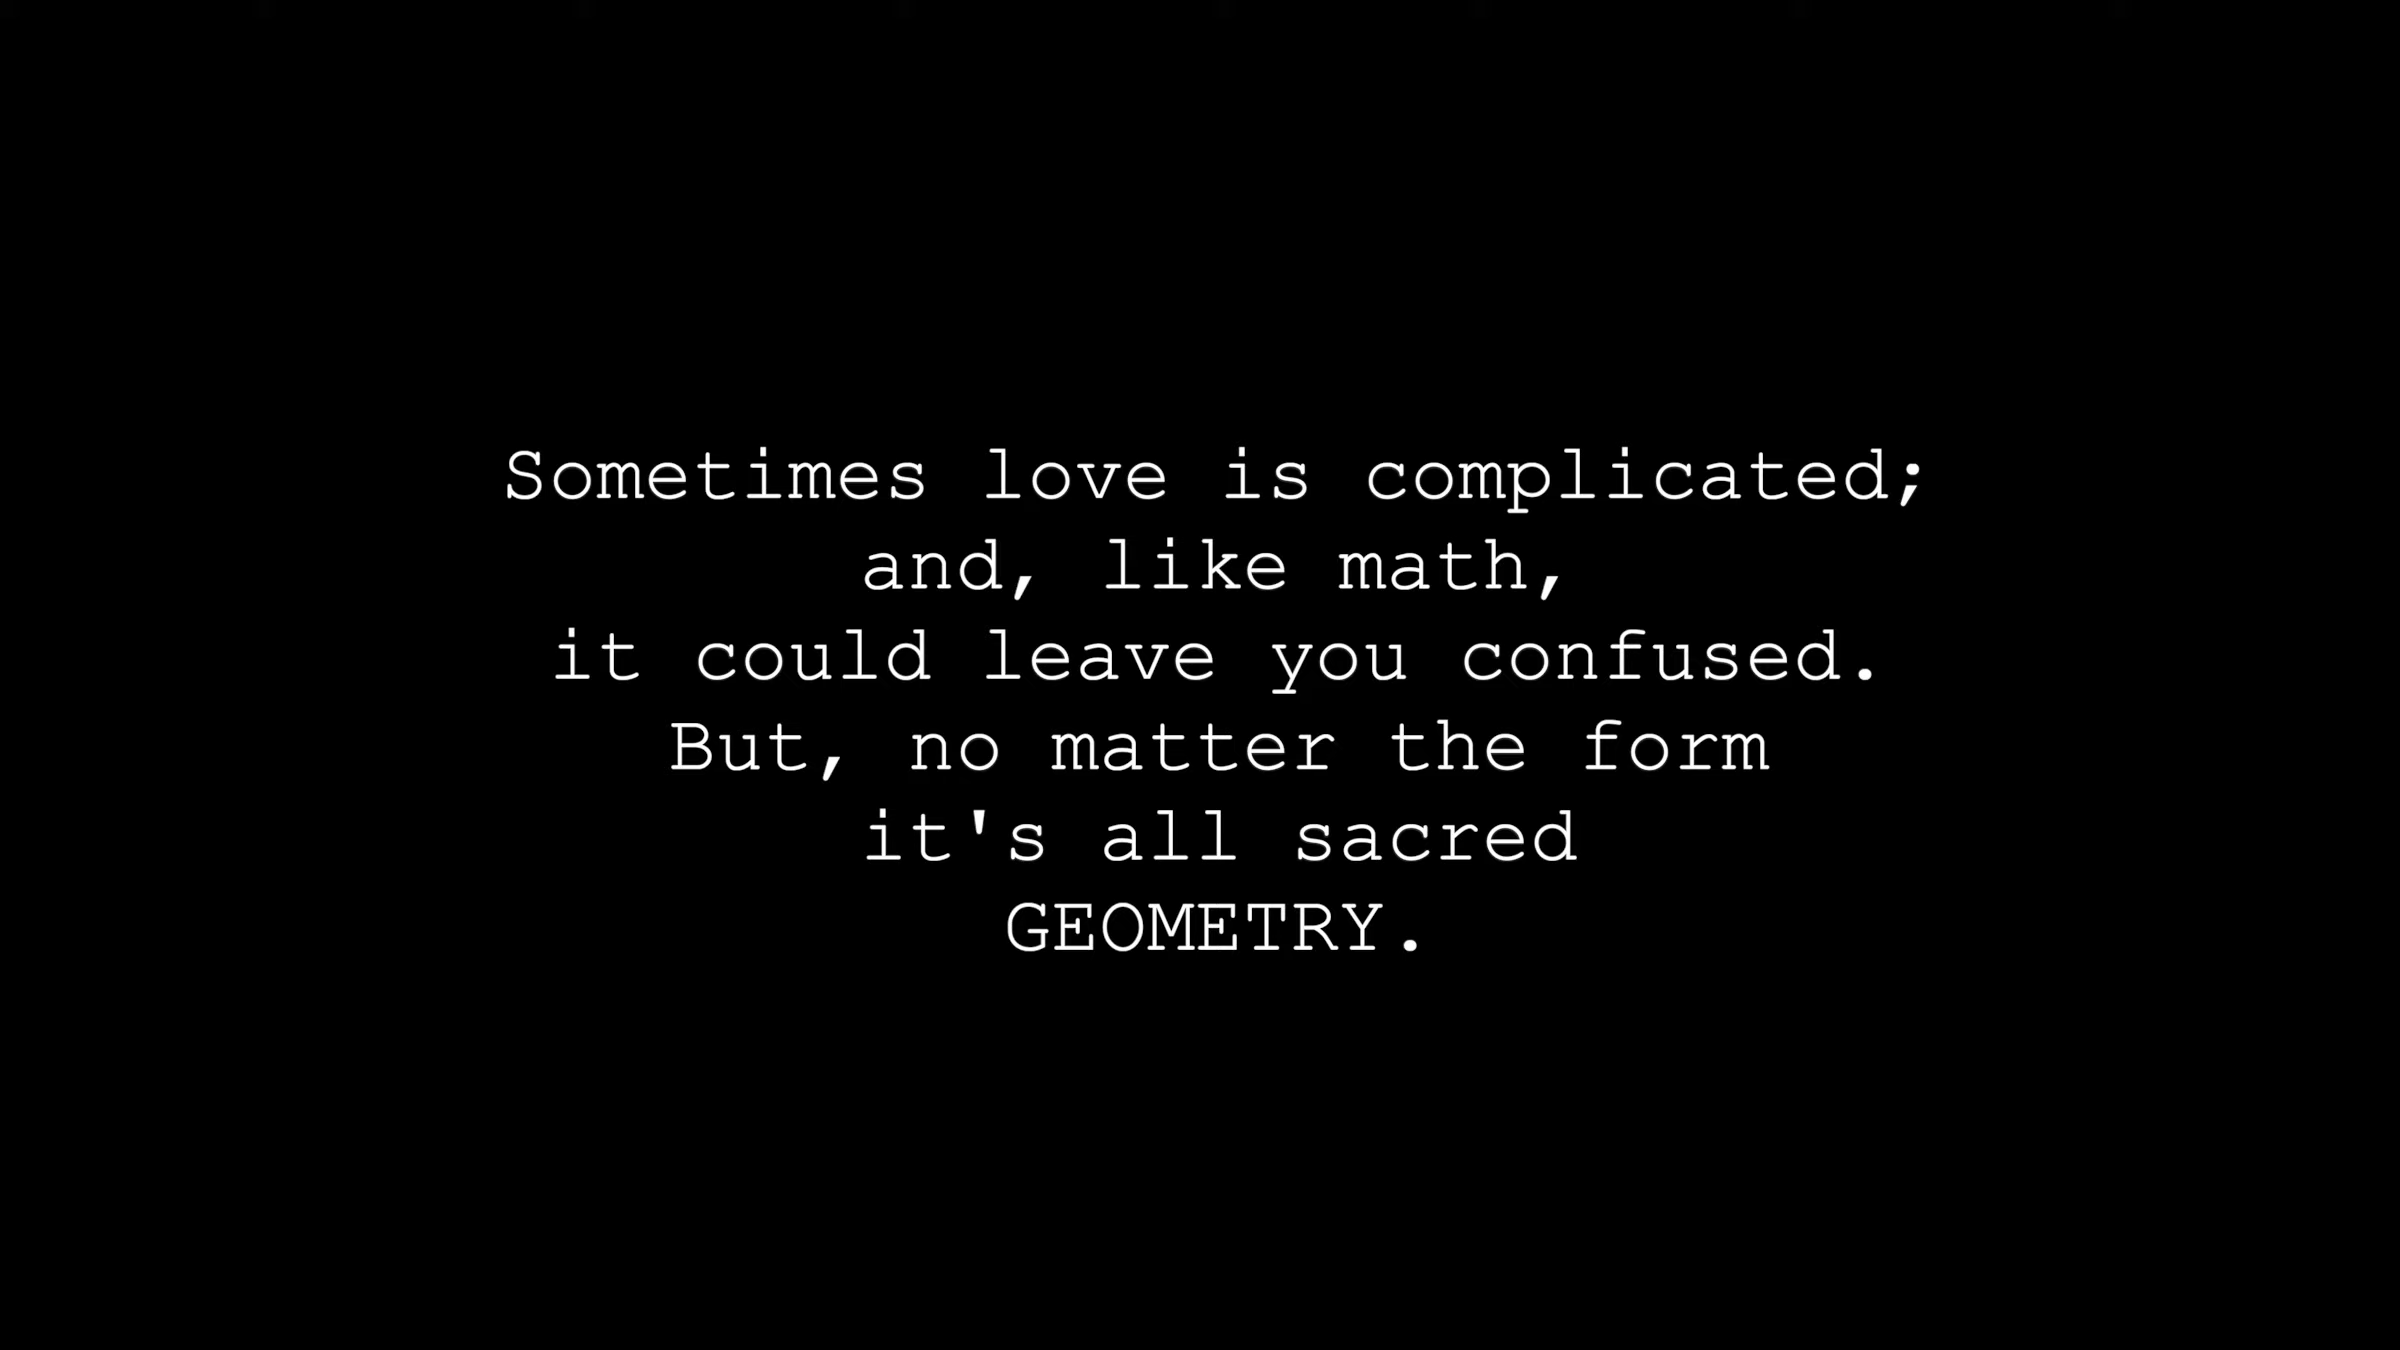 Sometimes love is complicated;
and, like math,
it could leave you confused.
But, no matter the form
it's all sacred
GEOMETRY.